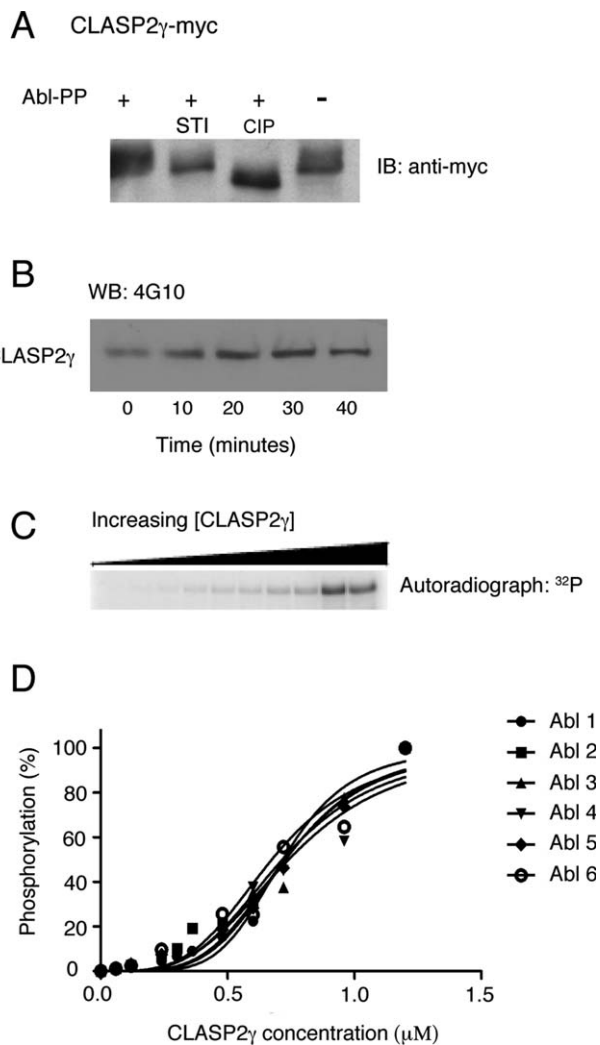 A CLASP2γ-myc
Abl-PP + + + -
STI CIP
IB: anti-myc
B
WB: 4G10
LASP2γ
0 10 20 30 40
Time (minutes)
C
Increasing [CLASP2γ]
Autoradiograph: ³²P
D
Phosphorylation (%)
100
80
60
40
20
0
0.0 0.5 1.0 1.5
CLASP2γ concentration (µM)
Abl 1
Abl 2
Abl 3
Abl 4
Abl 5
Abl 6